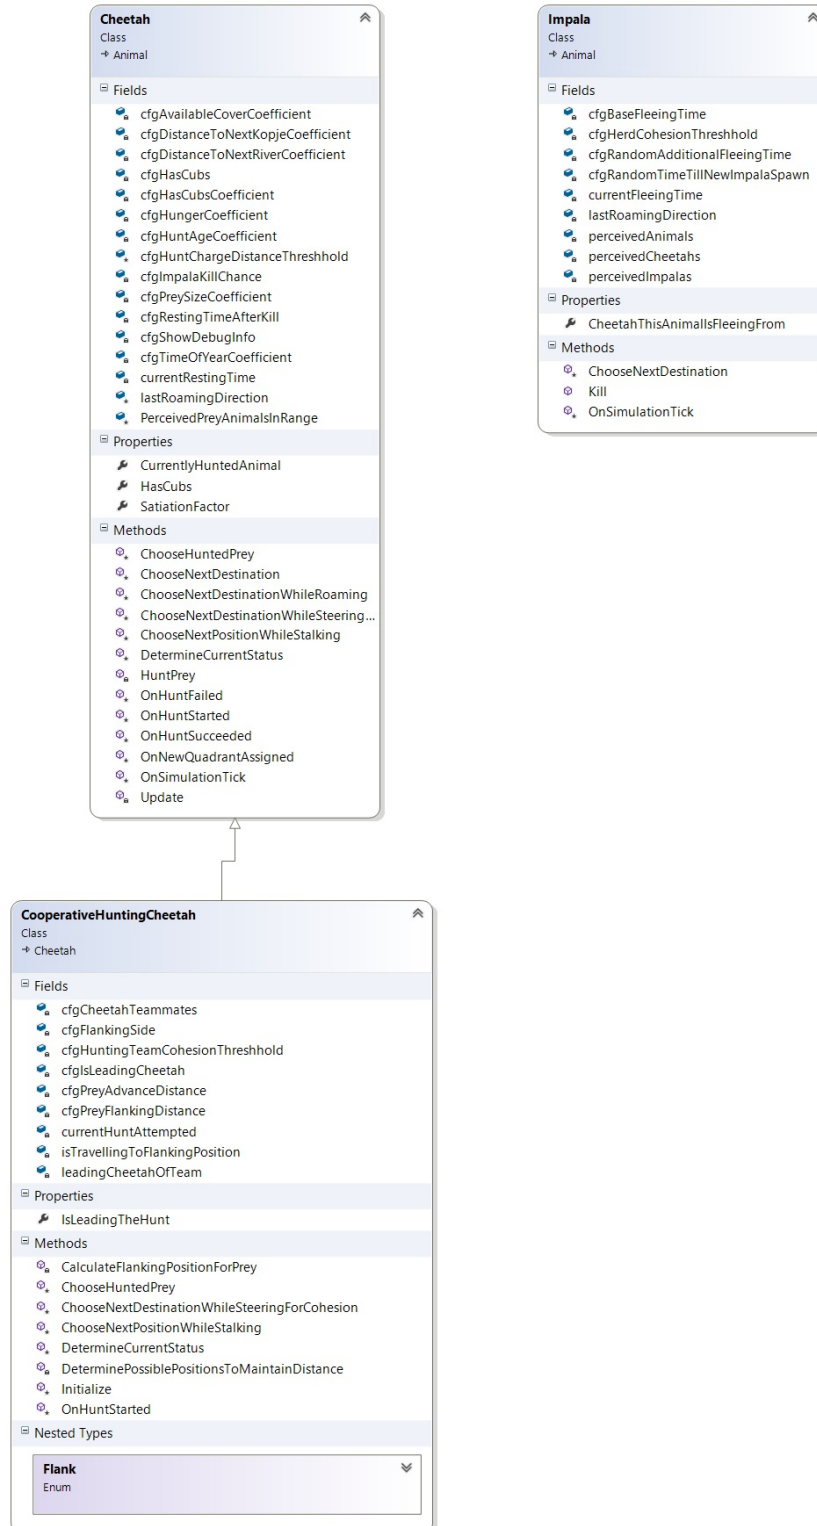 Cheetah
Class
Animal
Fields
cfgAvailableCoverCoefficient
cfgDistanceToNextKopjeCoefficient
cfgDistanceToNextRiverCoefficient
cfgHasCubs
cfgHasCubsCoefficient
cfgHungerCoefficient
cfgHuntAgeCoefficient
cfgHuntChargeDistanceThreshhold
cfgImpalaKillChance
cfgPreySizeCoefficient
cfgRestingTimeAfterKill
cfgShowDebugInfo
cfgTimeOfYearCoefficient
currentRestingTime
lastRoamingDirection
PerceivedPreyAnimalsInRange
Properties
CurrentlyHuntedAnimal
HasCubs
SatiationFactor
Methods
ChooseHuntedPrey
ChooseNextDestination
ChooseNextDestinationWhileRoaming
ChooseNextDestinationWhileSteering...
ChooseNextPositionWhileStalking
DetermineCurrentStatus
HuntPrey
OnHuntFailed
OnHuntStarted
OnHuntSucceeded
OnNewQuadrantAssigned
OnSimulationTick
Update
Impala
Class
Animal
Fields
cfgBaseFleeingTime
cfgHerdCohesionThreshhold
cfgRandomAdditionalFleeingTime
cfgRandomTimeTillNewImpalaSpawn
currentFleeingTime
lastRoamingDirection
perceivedAnimals
perceivedCheetahs
perceivedImpalas
Properties
CheetahThisAnimalIsFleeingFrom
Methods
ChooseNextDestination
Kill
OnSimulationTick
CooperativeHuntingCheetah
Class
Cheetah
Fields
cfgCheetahTeammates
cfgFlankingSide
cfgHuntingTeamCohesionThreshhold
cfgIsLeadingCheetah
cfgPreyAdvanceDistance
cfgPreyFlankingDistance
currentHuntAttempted
isTravellingToFlankingPosition
leadingCheetahOfTeam
Properties
IsLeadingTheHunt
Methods
CalculateFlankingPositionForPrey
ChooseHuntedPrey
ChooseNextDestinationWhileSteeringForCohesion
ChooseNextPositionWhileStalking
DetermineCurrentStatus
DeterminePossiblePositionsToMaintainDistance
Initialize
OnHuntStarted
Nested Types
Flank
Enum